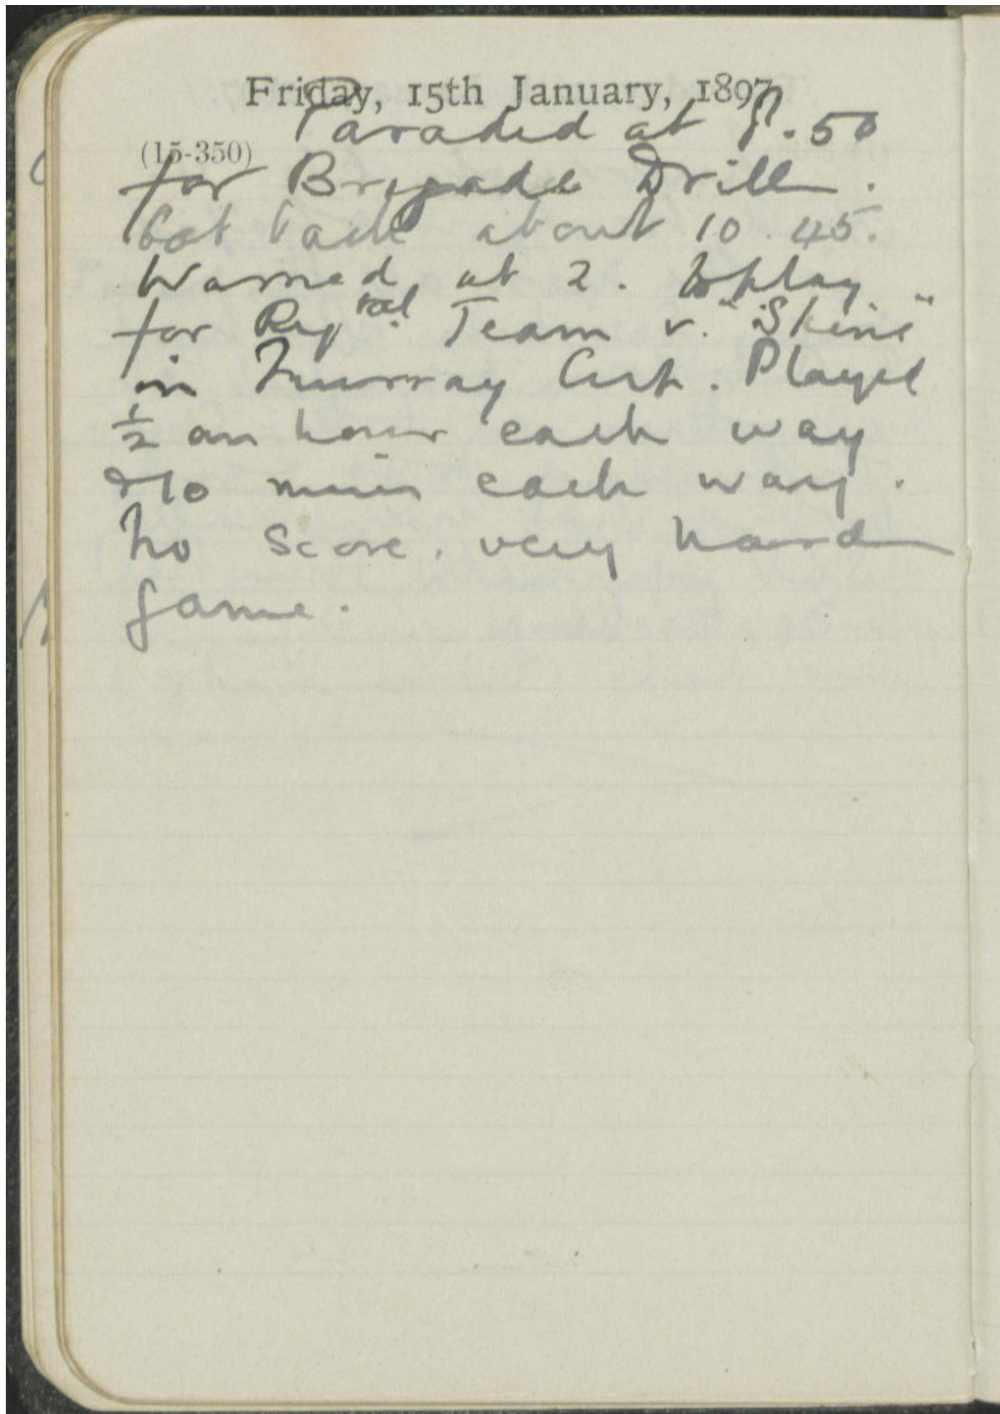 Friday, 15th January, 1897
Paraded at 8.50
(15-350)
for Brigade Drill.
Got back about 10.45.
Warned at 2. to play
for Reg tal Team v. "Skins"
in Murray Cup. Played
½ an hour each way
& 10 mins each way.
No score. very hard
game.